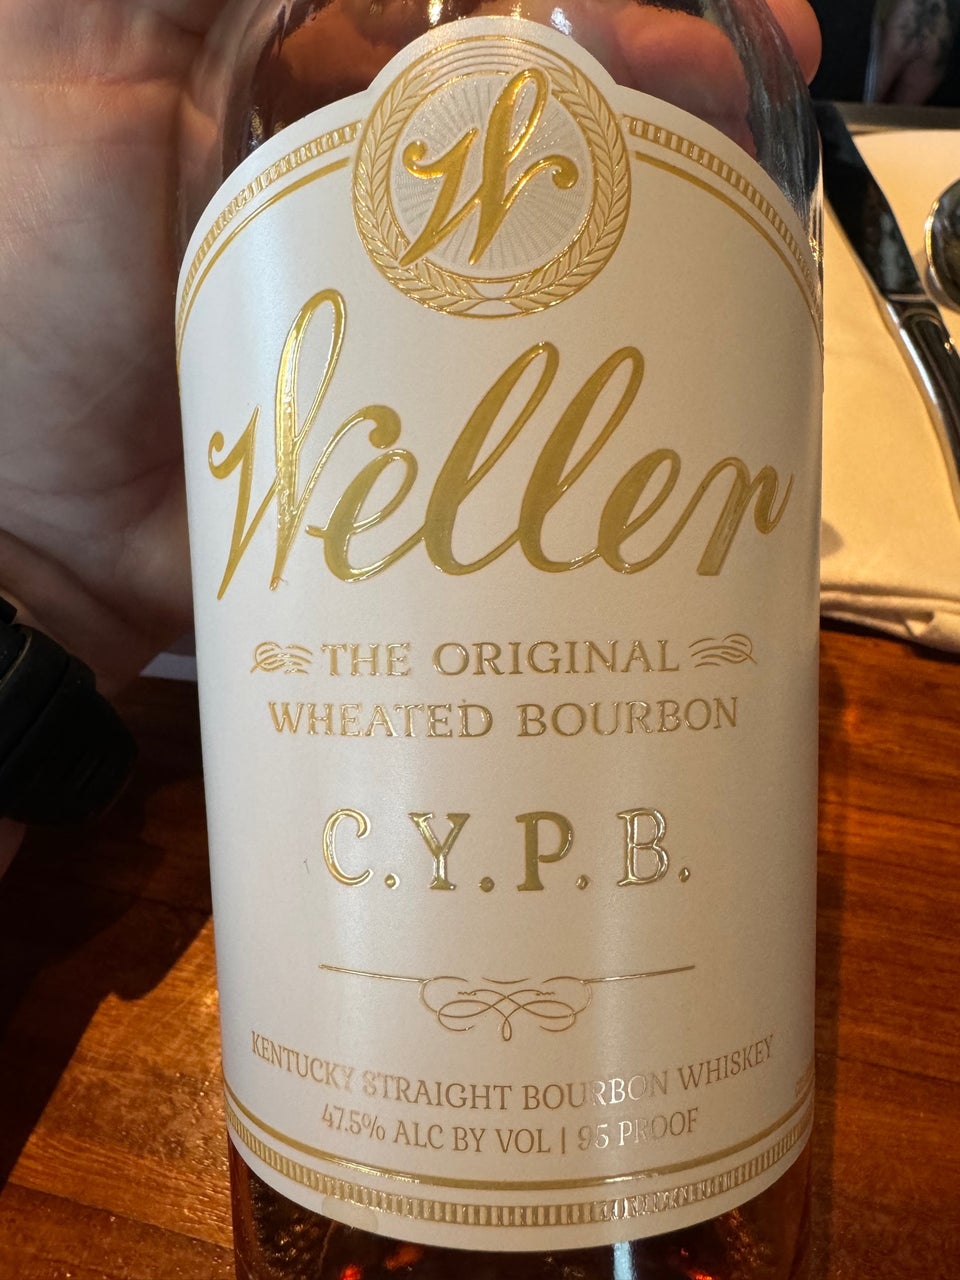 W
Weller
THE ORIGINAL
WHEATED BOURBON
C.Y.P.B.
KENTUCKY STRAIGHT BOURBON WHISKEY
47.5% ALC BY VOL | 95 PROOF